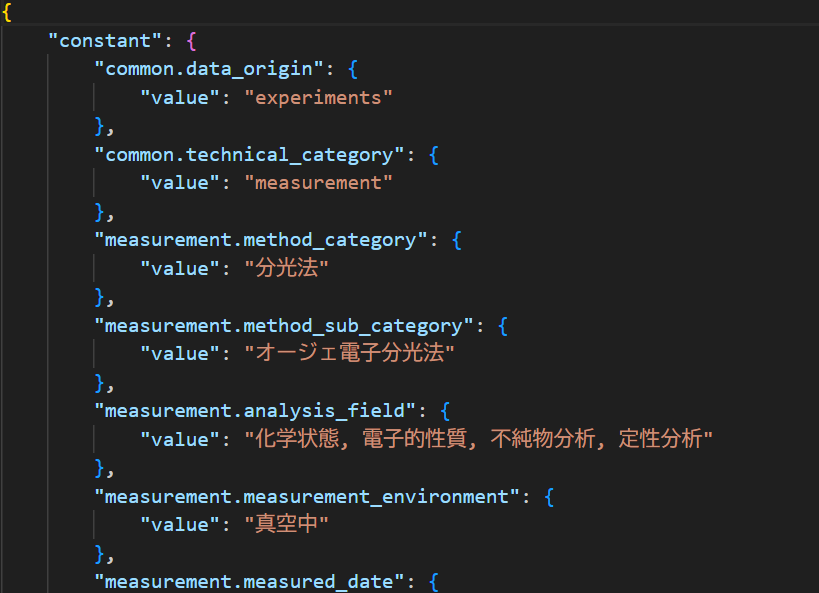 {
    "constant": {
        "common.data_origin": {
            "value": "experiments"
        },
        "common.technical_category": {
            "value": "measurement"
        },
        "measurement.method_category": {
            "value": "分光法"
        },
        "measurement.method_sub_category": {
            "value": "オージェ電子分光法"
        },
        "measurement.analysis_field": {
            "value": "化学状態, 電子的性質, 不純物分析, 定性分析"
        },
        "measurement.measurement_environment": {
            "value": "真空中"
        },
        "measurement.measured_date": {